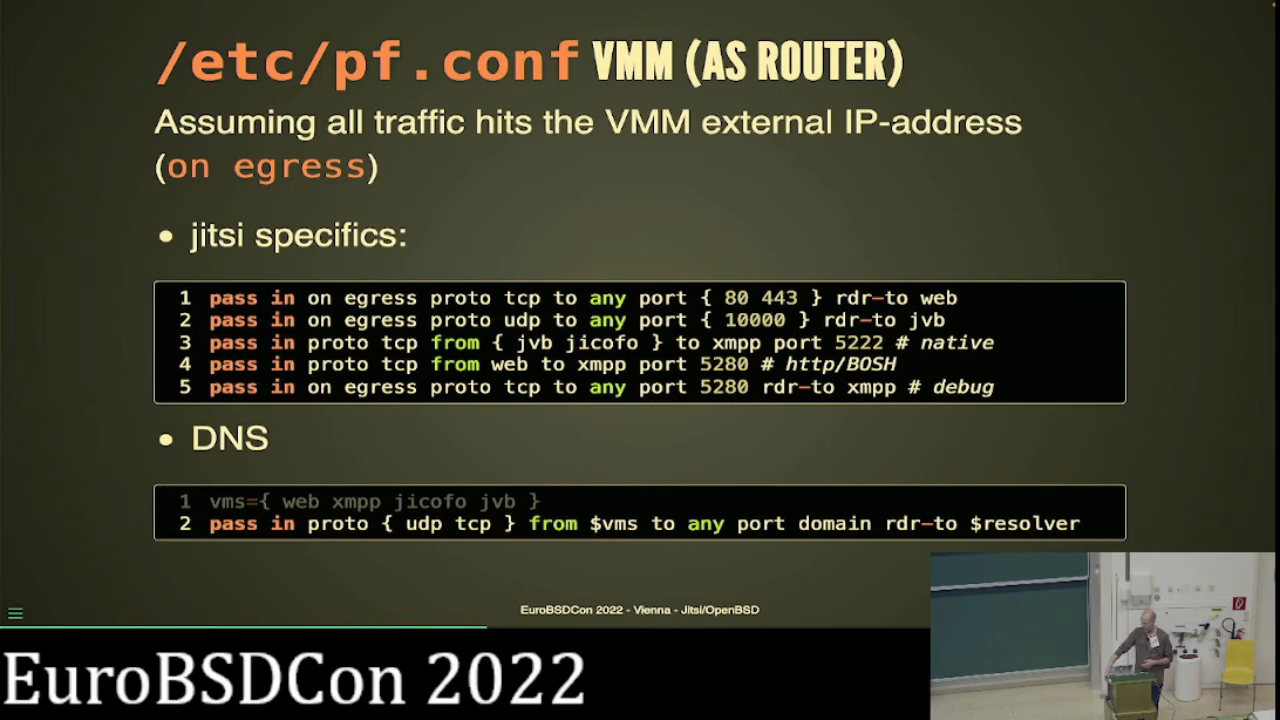 /etc/pf.conf VMM (AS ROUTER)
Assuming all traffic hits the VMM external IP-address
(on egress)
• jitsi specifics:
1 pass in on egress proto tcp to any port { 80 443 } rdr-to web
2 pass in on egress proto udp to any port { 10000 } rdr-to jvb
3 pass in proto tcp from { jvb jicofo } to xmpp port 5222 # native
4 pass in proto tcp from web to xmpp port 5280 # http/BOSH
5 pass in on egress proto tcp to any port 5280 rdr-to xmpp # debug
• DNS
1 vms={ web xmpp jicofo jvb }
2 pass in proto { udp tcp } from $vms to any port domain rdr-to $resolver
EuroBSDCon 2022 - Vienna - Jitsi/OpenBSD
EuroBSDCon 2022